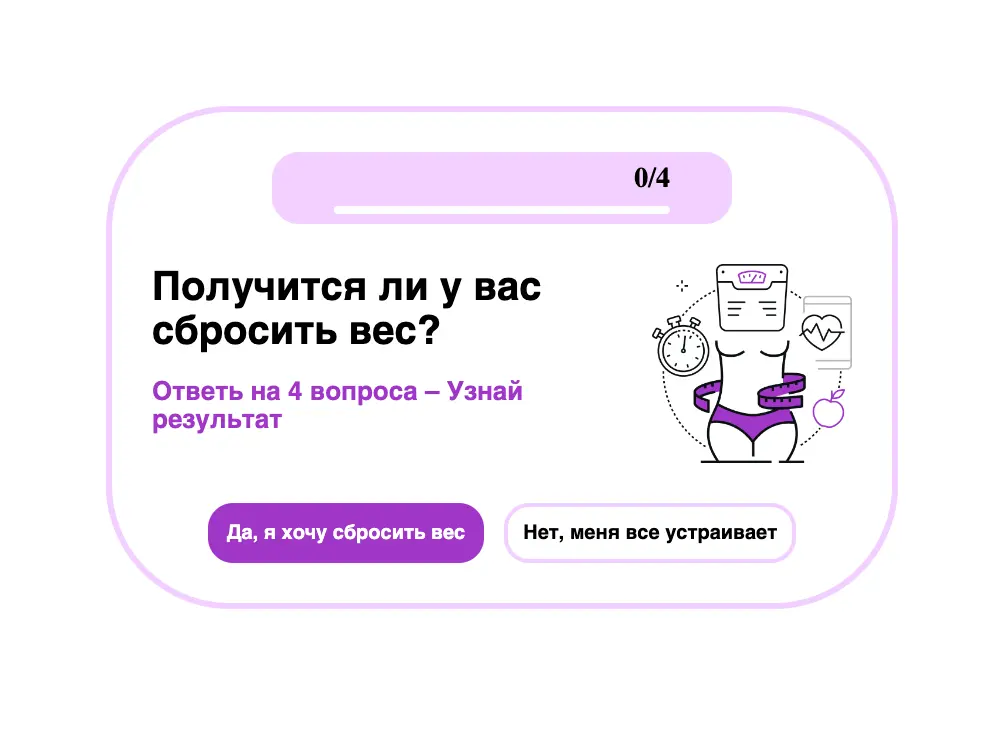 0/4
Получится ли у вас
сбросить вес?
Ответь на 4 вопроса – Узнай
результат
Да, я хочу сбросить вес
Нет, меня все устраивает